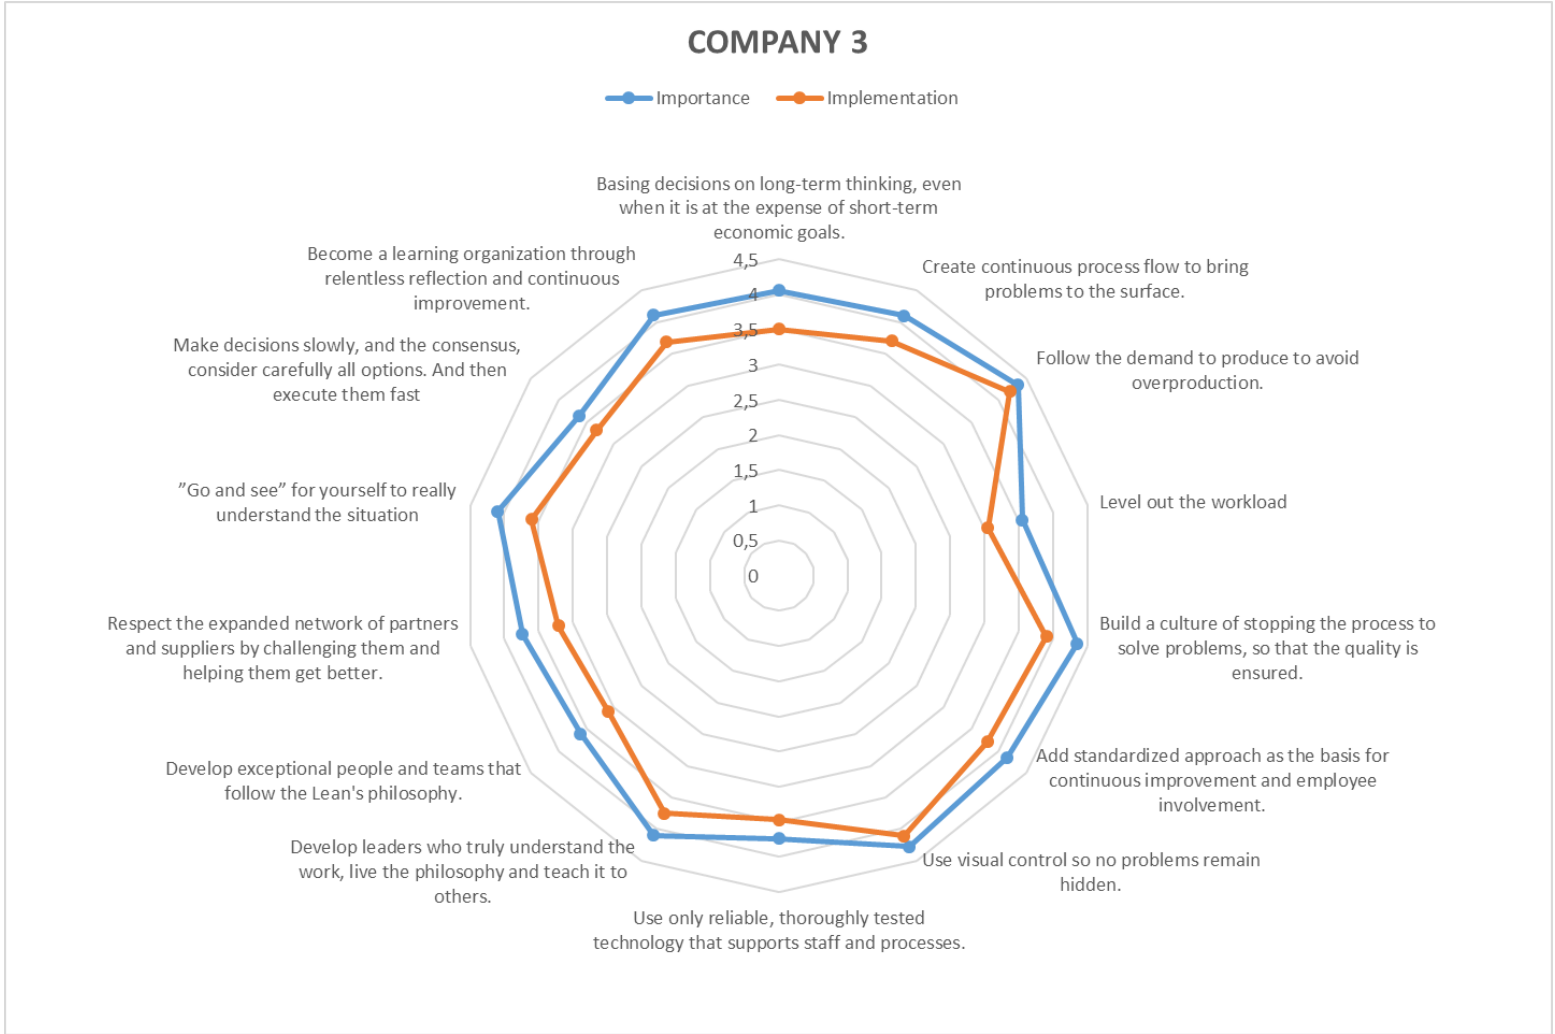 COMPANY 3
Importance
Implementation
Basing decisions on long-term thinking, even
when it is at the expense of short-term
economic goals.
Create continuous process flow to bring
problems to the surface.
Follow the demand to produce to avoid
overproduction.
Level out the workload
Build a culture of stopping the process to
solve problems, so that the quality is
ensured.
Add standardized approach as the basis for
continuous improvement and employee
involvement.
Use visual control so no problems remain
hidden.
Use only reliable, thoroughly tested
technology that supports staff and processes.
Develop leaders who truly understand the
work, live the philosophy and teach it to
others.
Develop exceptional people and teams that
follow the Lean's philosophy.
Respect the expanded network of partners
and suppliers by challenging them and
helping them get better.
”Go and see” for yourself to really
understand the situation
Make decisions slowly, and the consensus,
consider carefully all options. And then
execute them fast
Become a learning organization through
relentless reflection and continuous
improvement.
4,5
4
3,5
3
2,5
2
1,5
1
0,5
0